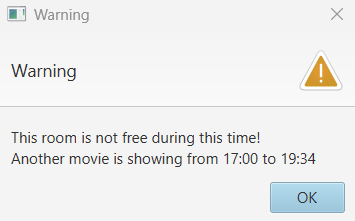 Warning
Warning
This room is not free during this time!
Another movie is showing from 17:00 to 19:34
OK